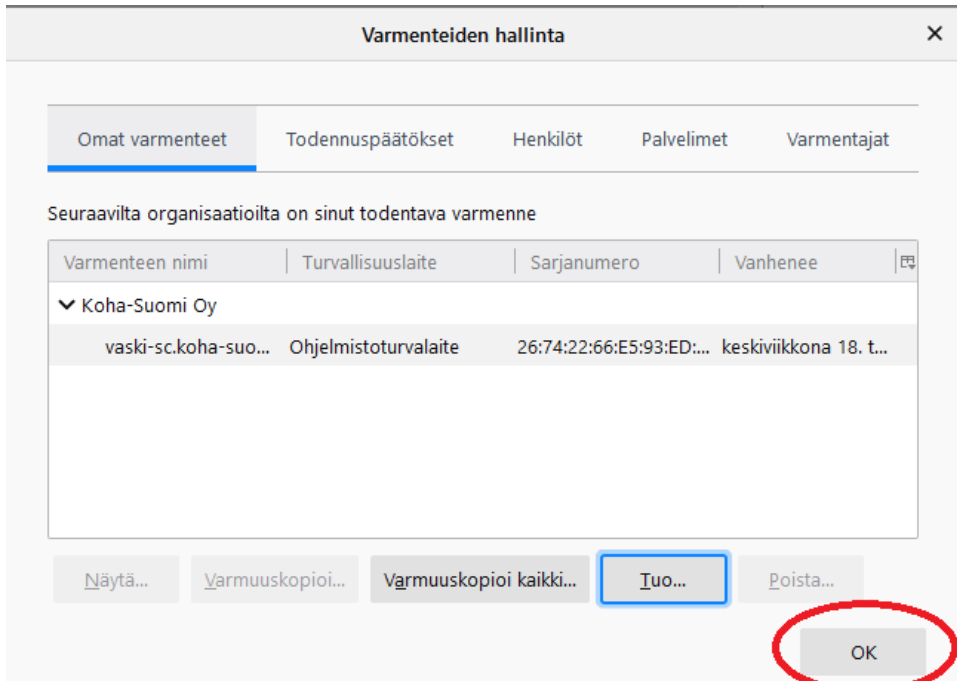 Varmenteiden hallinta
Omat varmenteet Todennuspäätökset Henkilöt Palvelimet Varmentajat
Seuraavilta organisaatioilta on sinut todentava varmenne
Varmenteen nimi Turvallisuuslaite Sarjanumero Vanhenee
Koha-Suomi Oy
vaski-sc.koha-suo... Ohjelmistoturvalaite 26:74:22:66:E5:93:ED:... keskiviikkona 18. t...
Näytä... Varmuuskopioi... Varmuuskopioi kaikki... Tuo... Poista...
OK